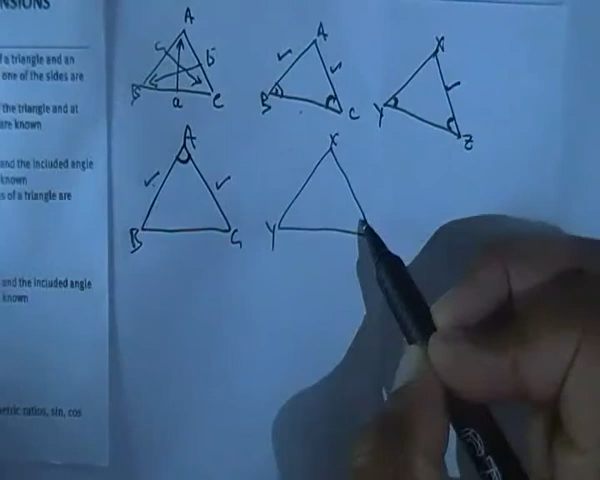 NSIONS
of a triangle and an
one of the sides are
the triangle and at
are known
and the included angle
known
s of a triangle are
and the included angle
known
metric ratios, sin, cos
A
c
b
B
a
C
A
B
C
X
Y
Z
A
B
C
X
Y